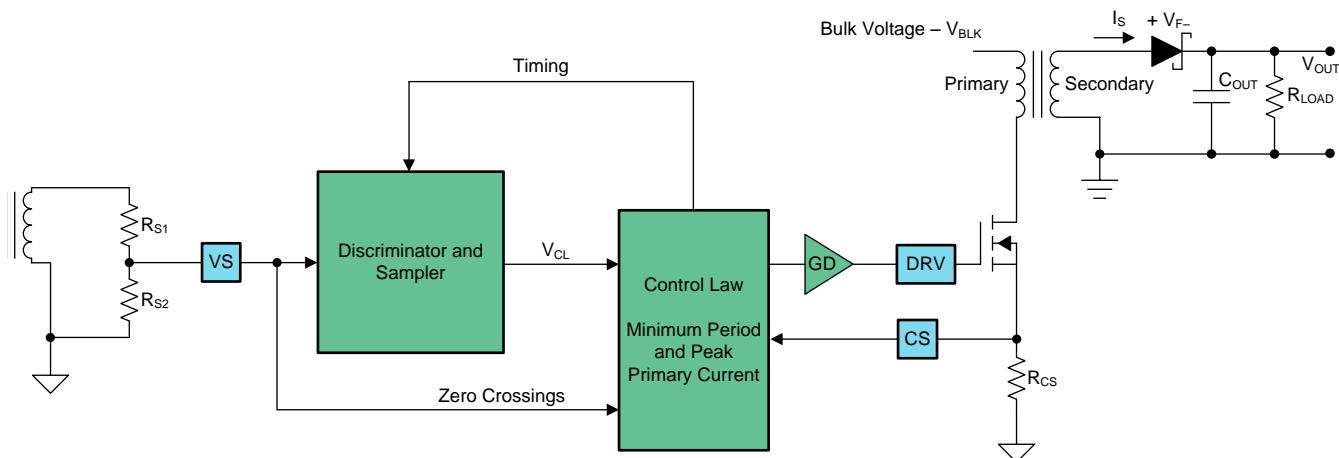 Bulk Voltage – VBLK
IS
+ VF–
VOUT
Timing
Primary
Secondary
COUT
RLOAD
RS1
VS
Discriminator and
Sampler
VCL
RS2
Control Law
Minimum Period
and Peak
Primary Current
GD
DRV
CS
RCS
Zero Crossings